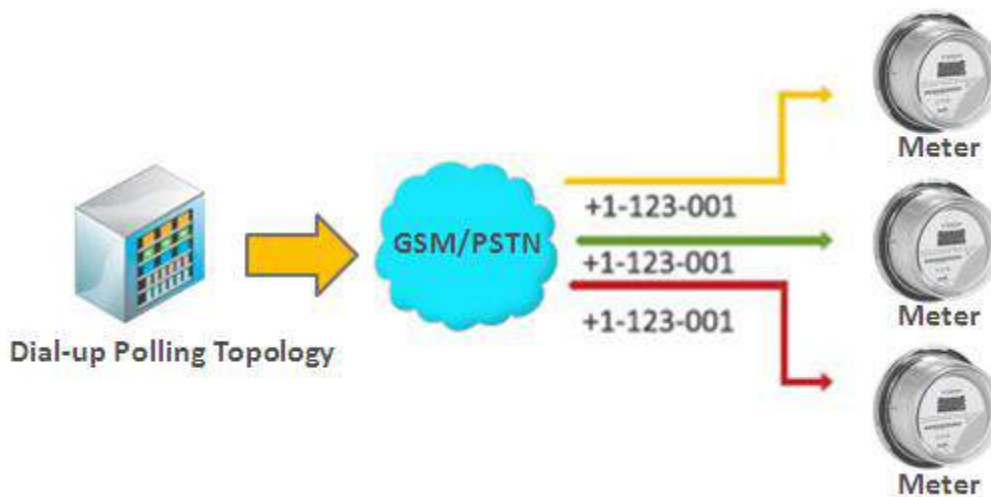 Meter
+1-123-001
GSM/PSTN
+1-123-001
Meter
+1-123-001
Dial-up Polling Topology
Meter